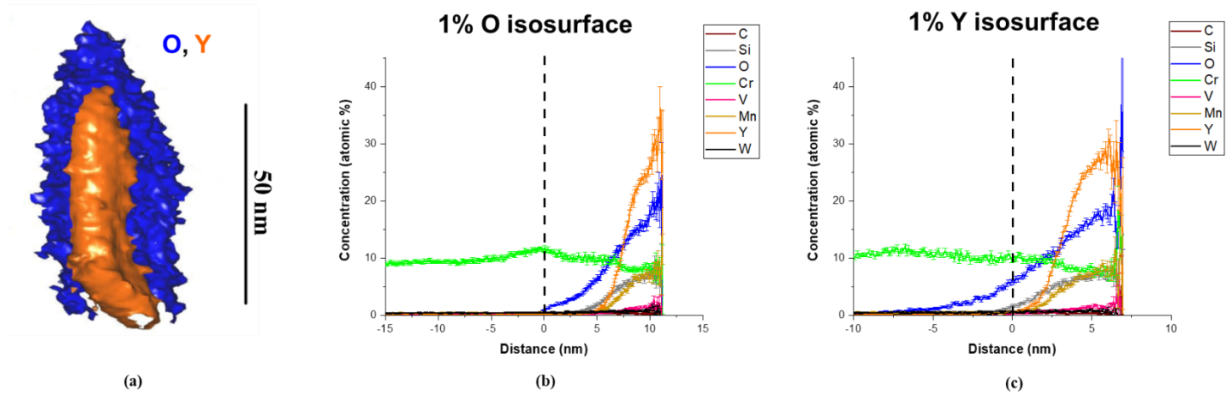 O, Y
50 nm
(a)
1% O isosurface
C
Si
O
Cr
V
Mn
Y
W
Concentration (atomic %)
40
30
20
10
0
-15
-10
-5
0
5
10
15
Distance (nm)
(b)
1% Y isosurface
C
Si
O
Cr
V
Mn
Y
W
Concentration (atomic %)
40
30
20
10
0
-10
-5
0
5
10
Distance (nm)
(c)